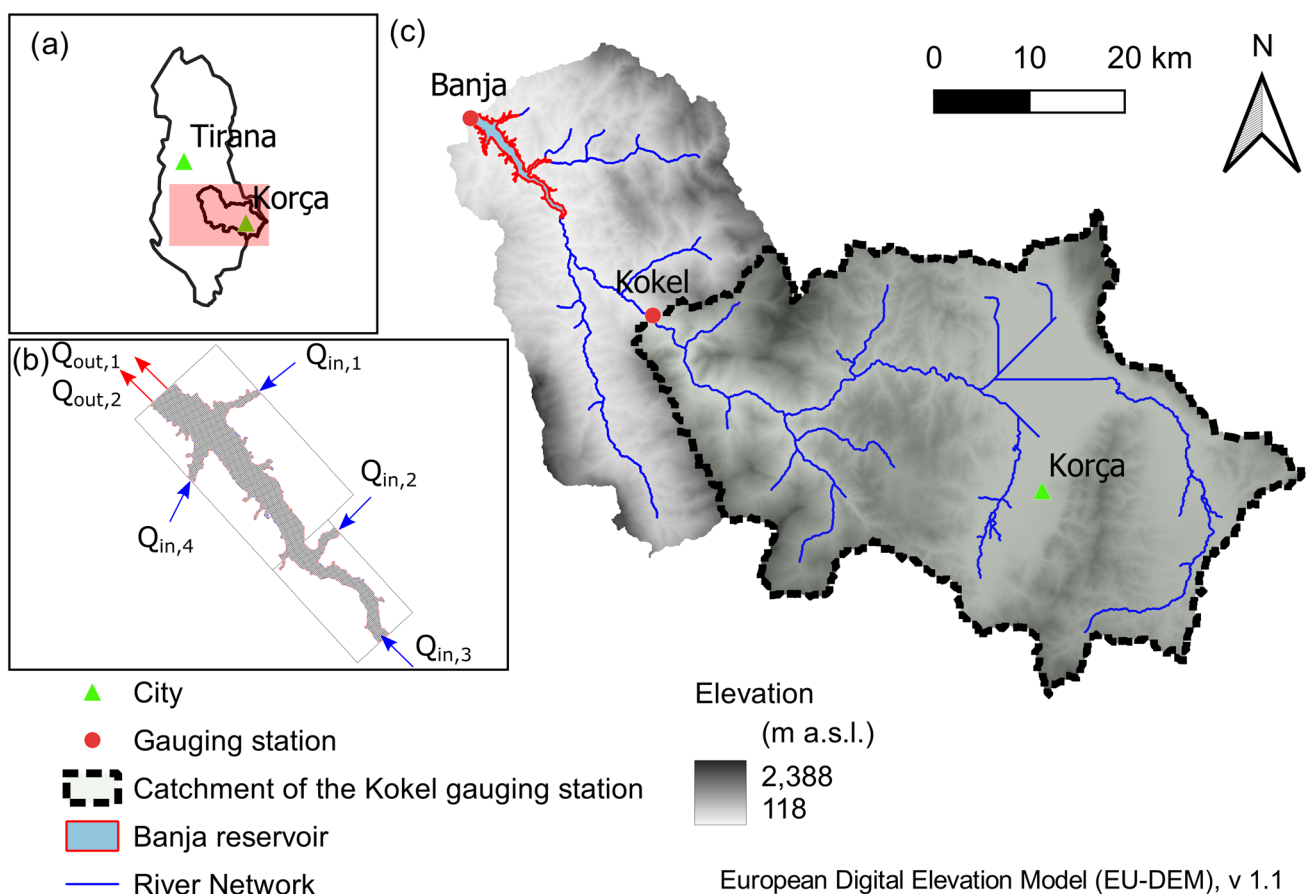 (a)
Tirana
Korça
(b)
Qout,1
Qout,2
Qin,1
Qin,2
Qin,4
Qin,3
(c)
0 10 20 km
N
Banja
Kokel
Korça
City
Gauging station
Catchment of the Kokel gauging station
Banja reservoir
River Network
Elevation
(m a.s.l.)
2,388
118
European Digital Elevation Model (EU-DEM), v 1.1